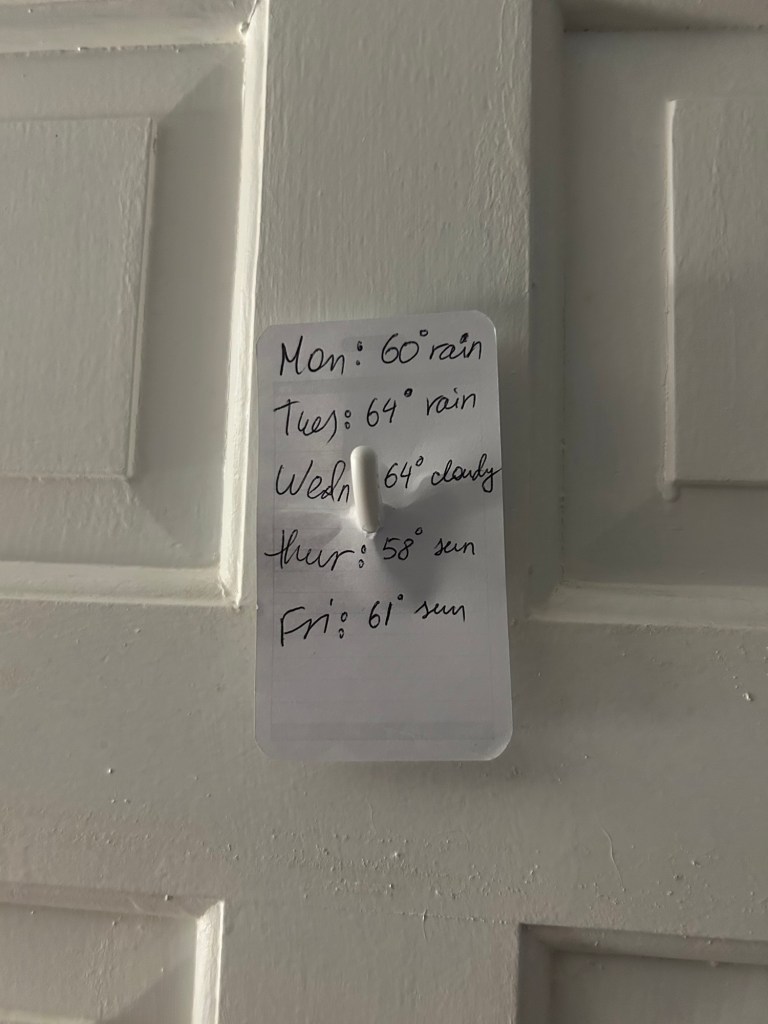 Mon: 60° rain
Tues: 64° rain
Wedn 64° cloudy
thur: 58° sun
Fri: 61° sun